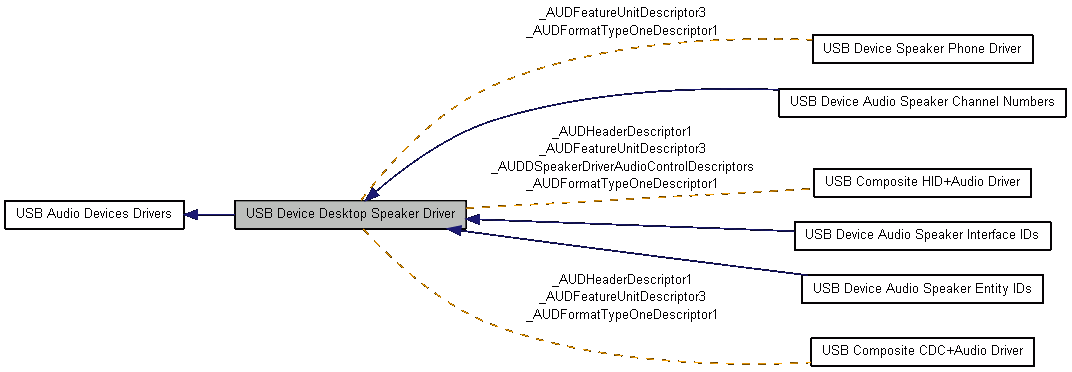 _AUDFeatureUnitDescriptor3
_AUDFormatTypeOneDescriptor1
USB Device Speaker Phone Driver
USB Device Audio Speaker Channel Numbers
_AUDHeaderDescriptor1
_AUDFeatureUnitDescriptor3
_AUDDSpeakerDriverAudioControlDescriptors
_AUDFormatTypeOneDescriptor1
USB Composite HID+Audio Driver
USB Audio Devices Drivers
USB Device Desktop Speaker Driver
USB Device Audio Speaker Interface IDs
_AUDHeaderDescriptor1
_AUDFeatureUnitDescriptor3
_AUDFormatTypeOneDescriptor1
USB Device Audio Speaker Entity IDs
USB Composite CDC+Audio Driver